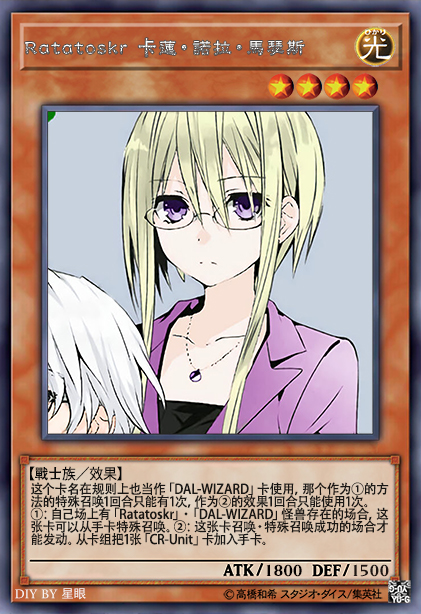 Ratatoskr 卡蓮·諾拉·馬瑟斯
ひかり
光
【戦士族／效果】
这个卡名在规则上也当作「DAL-WIZARD」卡使用，那个作为①的方
法的特殊召唤1回合只能有1次，作为②的效果1回合只能使用1次。
①：自己场上有「Ratatoskr」·「DAL-WIZARD」怪兽存在的场合，这
张卡可以从手卡特殊召唤。②：这张卡召唤·特殊召唤成功的场合才
能发动。从卡组把1张「CR-Unit」卡加入手卡。
ATK/1800 DEF/1500
DIY BY 星眼
©高橋和希 スタジオ・ダイス/集英社